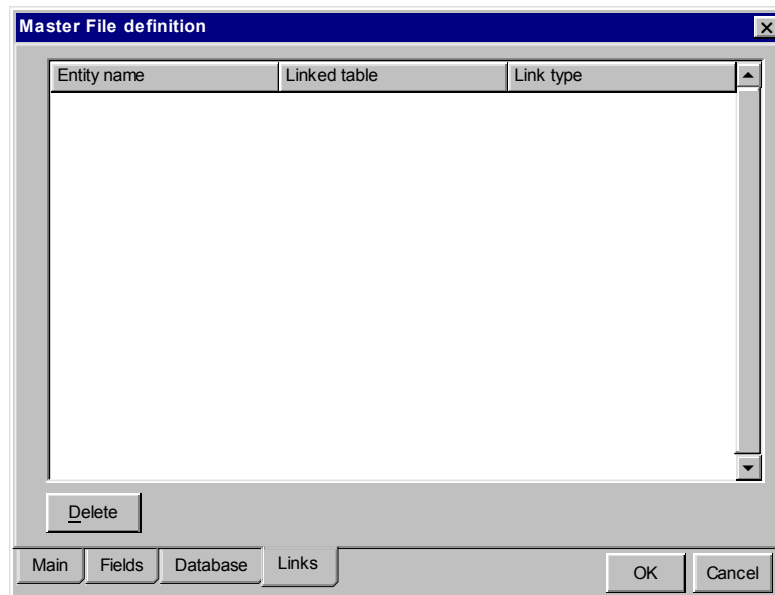 Master File definition
Entity name Linked table Link type
Delete
Main Fields Database Links
OK Cancel